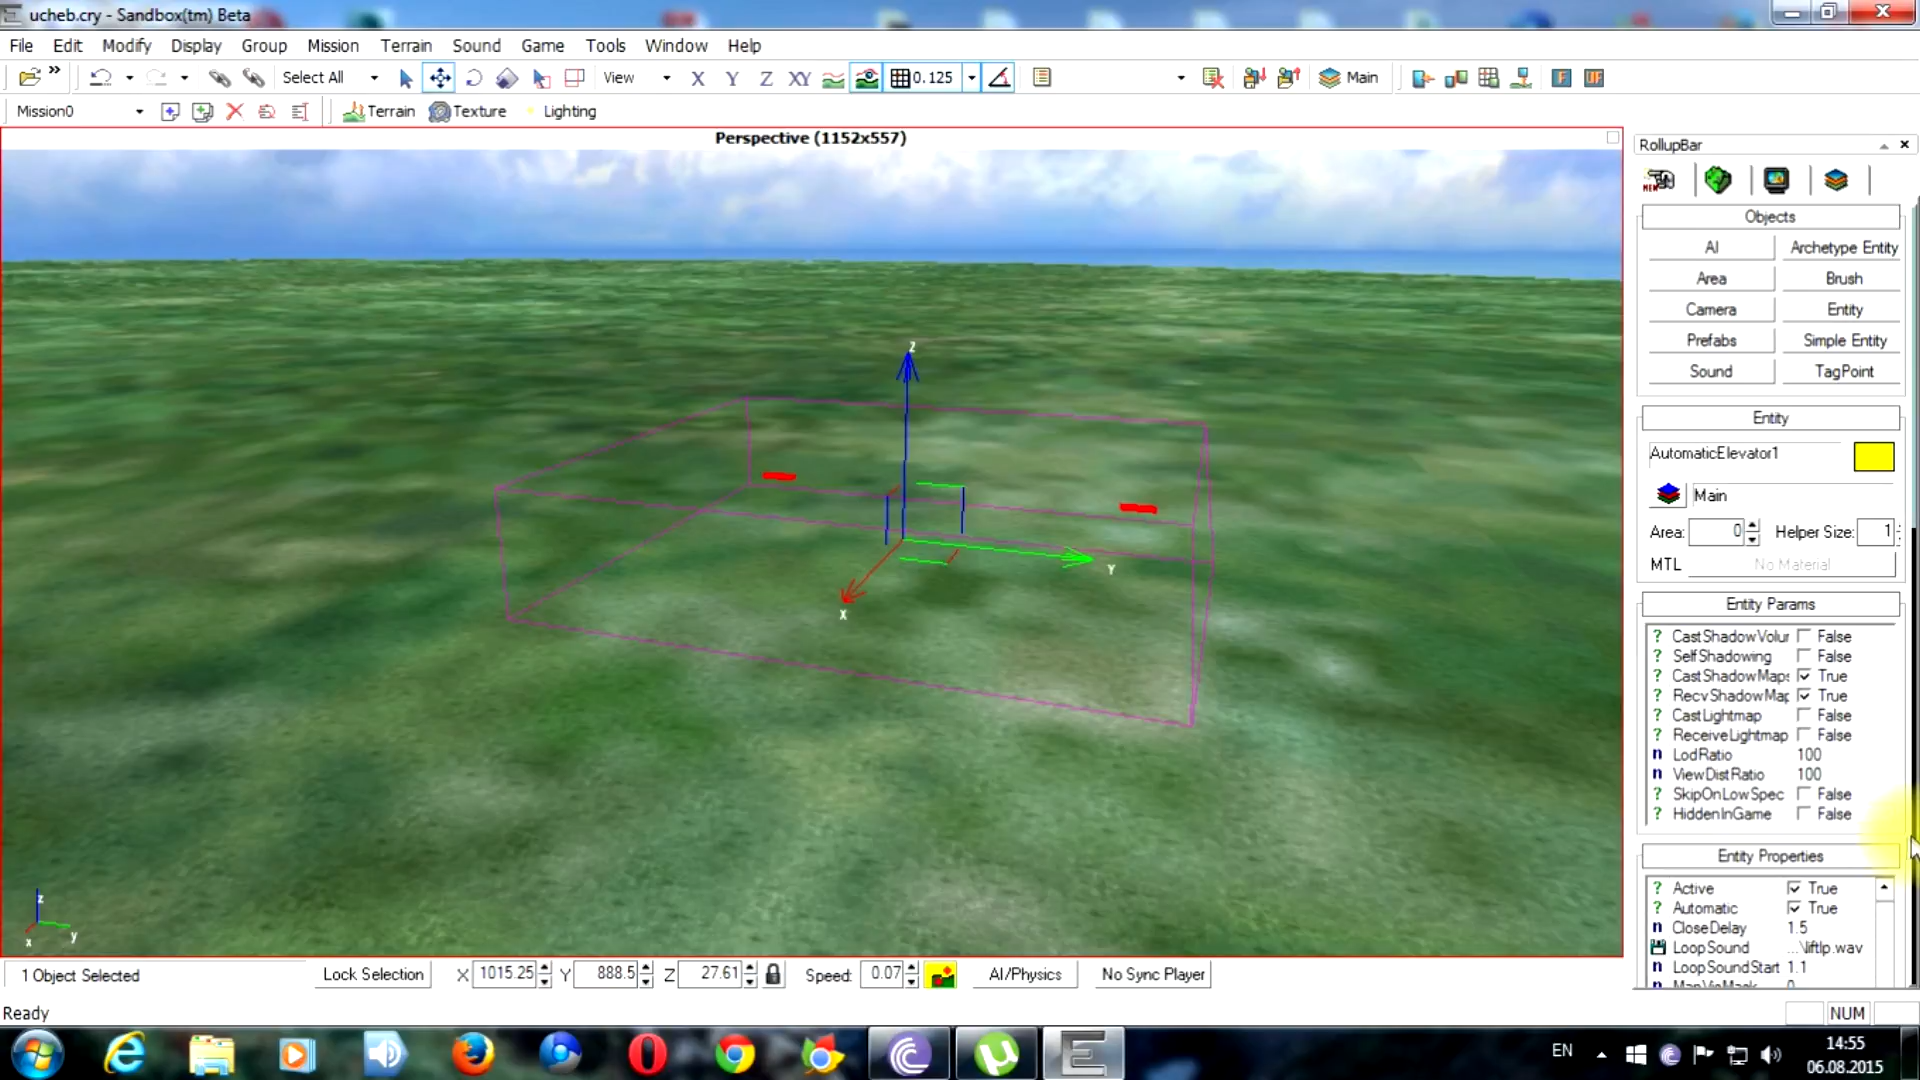 ucheb.cry - Sandbox(tm) Beta
File Edit Modify Display Group Mission Terrain Sound Game Tools Window Help
Select All View X Y Z XY 0.125 Main F UF
Mission0 Terrain Texture Lighting
Perspective (1152x557)
RollupBar
Objects
AI Archetype Entity
Area Brush
Camera Entity
Prefabs Simple Entity
Sound TagPoint
Entity
AutomaticElevator1
Main
Area: 0 Helper Size: 1
MTL No Material
Entity Params
? CastShadowVolur False
? SelfShadowing False
? CastShadowMaps True
? RecvShadowMap True
? CastLightmap False
? ReceiveLightmap False
n LodRatio 100
n ViewDistRatio 100
? SkipOnLowSpec False
? HiddenInGame False
Entity Properties
? Active True
? Automatic True
n CloseDelay 1.5
LoopSound ...\liftlp.wav
n LoopSoundStart 1.1
z
Y
X
z
x
y
1 Object Selected Lock Selection X 1015.25 Y 888.5 Z 27.61 Speed: 0.07 AI/Physics No Sync Player
Ready NUM
EN 14:55
06.08.2015